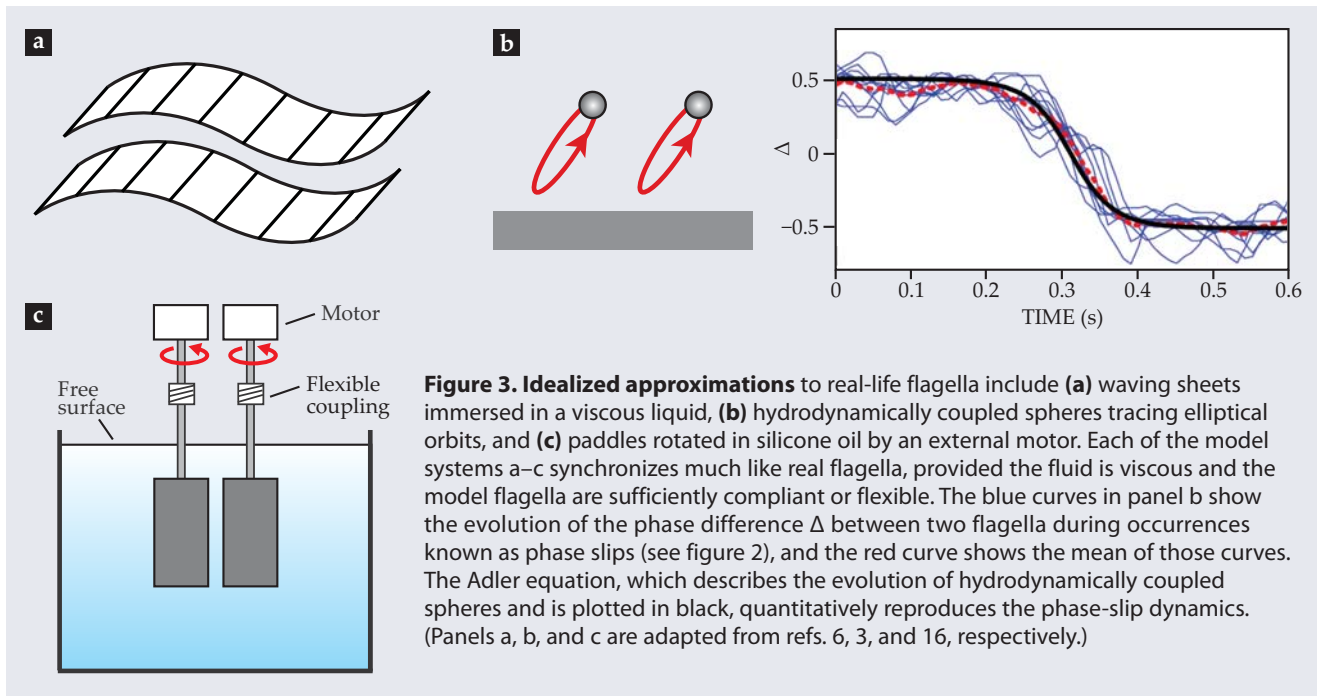 a
b
0.5
0
−0.5
Δ
0
0.1
0.2
0.3
0.4
0.5
0.6
TIME (s)
c
Motor
Flexible
coupling
Free
surface
Figure 3. Idealized approximations to real-life flagella include (a) waving sheets
immersed in a viscous liquid, (b) hydrodynamically coupled spheres tracing elliptical
orbits, and (c) paddles rotated in silicone oil by an external motor. Each of the model
systems a–c synchronizes much like real flagella, provided the fluid is viscous and the
model flagella are sufficiently compliant or flexible. The blue curves in panel b show
the evolution of the phase difference Δ between two flagella during occurrences
known as phase slips (see figure 2), and the red curve shows the mean of those curves.
The Adler equation, which describes the evolution of hydrodynamically coupled
spheres and is plotted in black, quantitatively reproduces the phase-slip dynamics.
(Panels a, b, and c are adapted from refs. 6, 3, and 16, respectively.)